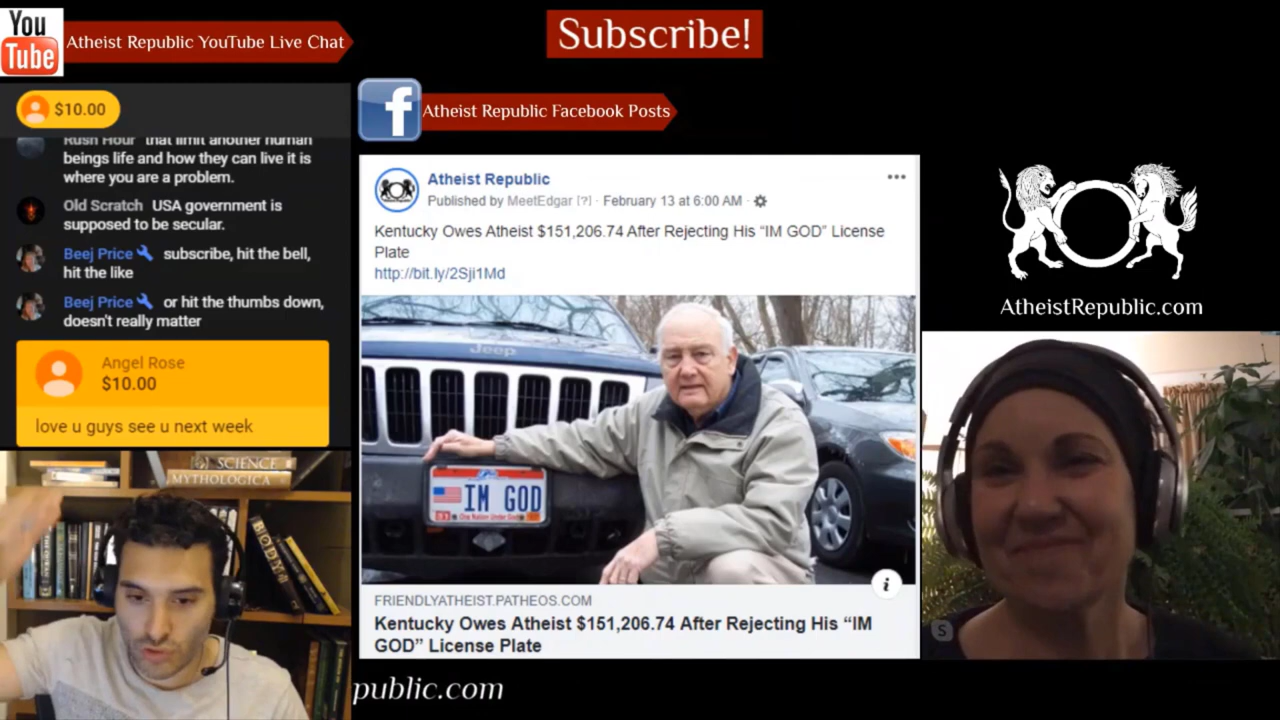 You
Tube
Atheist Republic YouTube Live Chat
Subscribe!
$10.00
Rush Hour that limit another human
beings life and how they can live it is
where you are a problem.
Old Scratch USA government is
supposed to be secular.
Beej Price subscribe, hit the bell,
hit the like
Beej Price or hit the thumbs down,
doesn't really matter
Angel Rose
$10.00
love u guys see u next week
f
Atheist Republic Facebook Posts
Atheist Republic
Published by MeetEdgar [?] · February 13 at 6:00 AM ·
Kentucky Owes Atheist $151,206.74 After Rejecting His “IM GOD” License
Plate
http://bit.ly/2Sji1Md
Jeep
IM GOD
One Nation Under God
i
FRIENDLYATHEIST.PATHEOS.COM
Kentucky Owes Atheist $151,206.74 After Rejecting His “IM
GOD” License Plate
AtheistRepublic.com
S
SCIENCE
MYTHOLOGICA
BODY
public.com